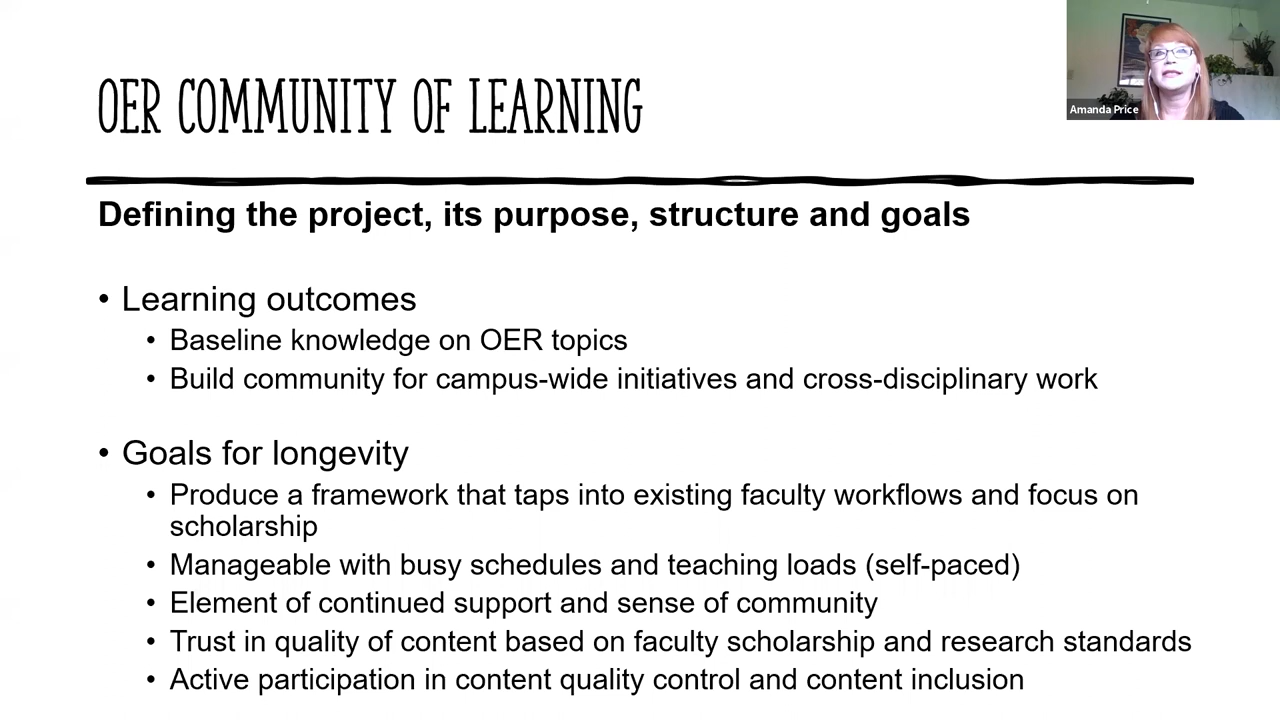 OER COMMUNITY OF LEARNING
Amanda Price
Defining the project, its purpose, structure and goals
• Learning outcomes
• Baseline knowledge on OER topics
• Build community for campus-wide initiatives and cross-disciplinary work
• Goals for longevity
• Produce a framework that taps into existing faculty workflows and focus on
scholarship
• Manageable with busy schedules and teaching loads (self-paced)
• Element of continued support and sense of community
• Trust in quality of content based on faculty scholarship and research standards
• Active participation in content quality control and content inclusion